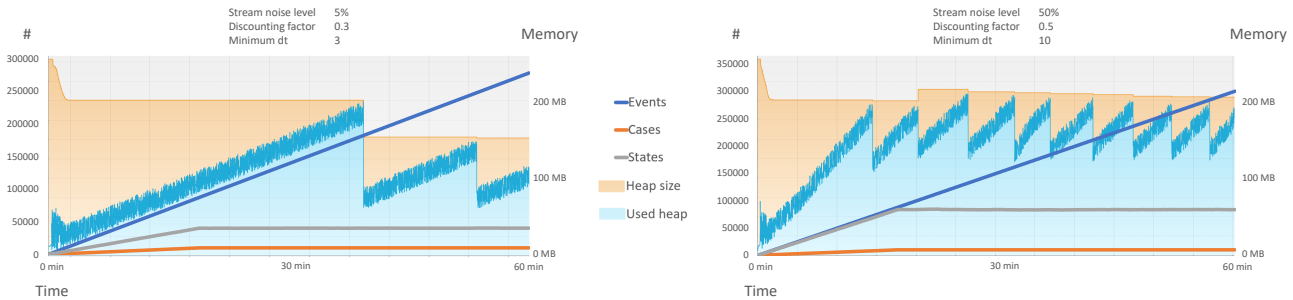 Stream noise level 5%
Discounting factor 0.3
Minimum dt 3
#
Memory
300000
250000
200000
150000
100000
50000
0
200 MB
100 MB
0 MB
0 min
30 min
60 min
Time
Events
Cases
States
Heap size
Used heap
Stream noise level 50%
Discounting factor 0.5
Minimum dt 10
#
Memory
350000
300000
250000
200000
150000
100000
50000
0
200 MB
100 MB
0 MB
0 min
30 min
60 min
Time